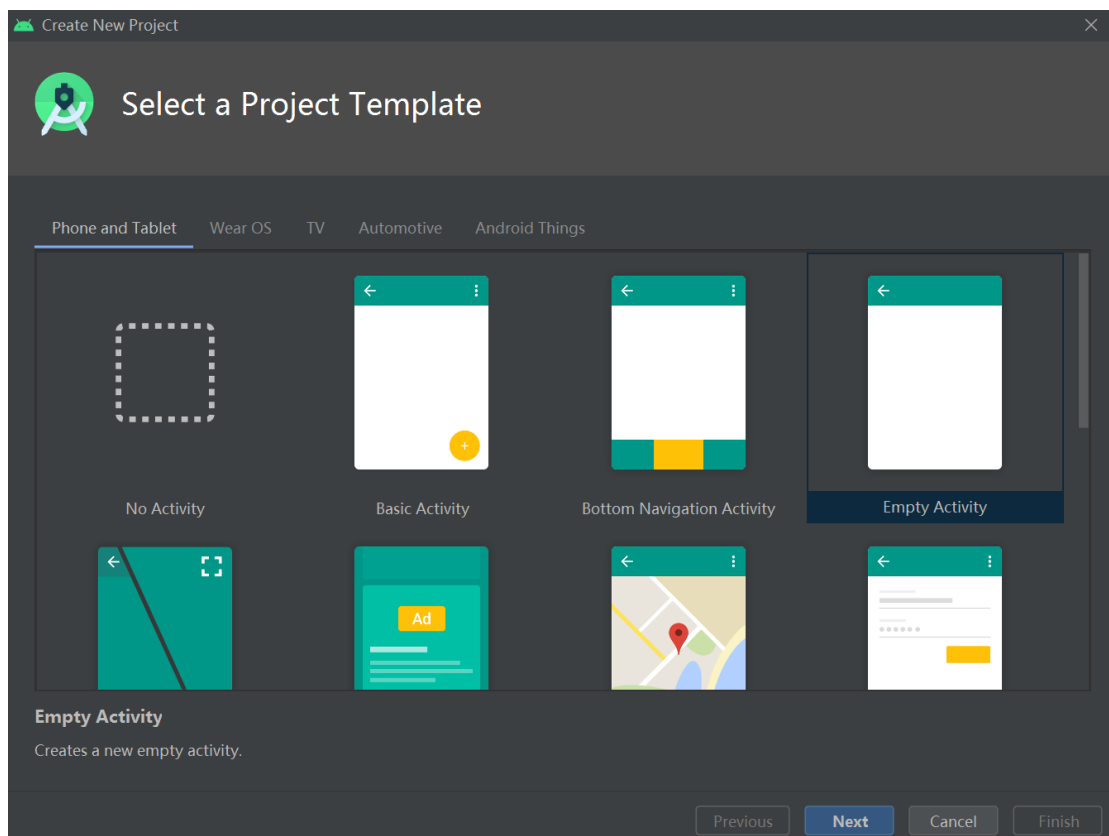 Create New Project
Select a Project Template
Phone and Tablet Wear OS TV Automotive Android Things
No Activity Basic Activity Bottom Navigation Activity Empty Activity
Ad
Empty Activity
Creates a new empty activity.
Previous Next Cancel Finish